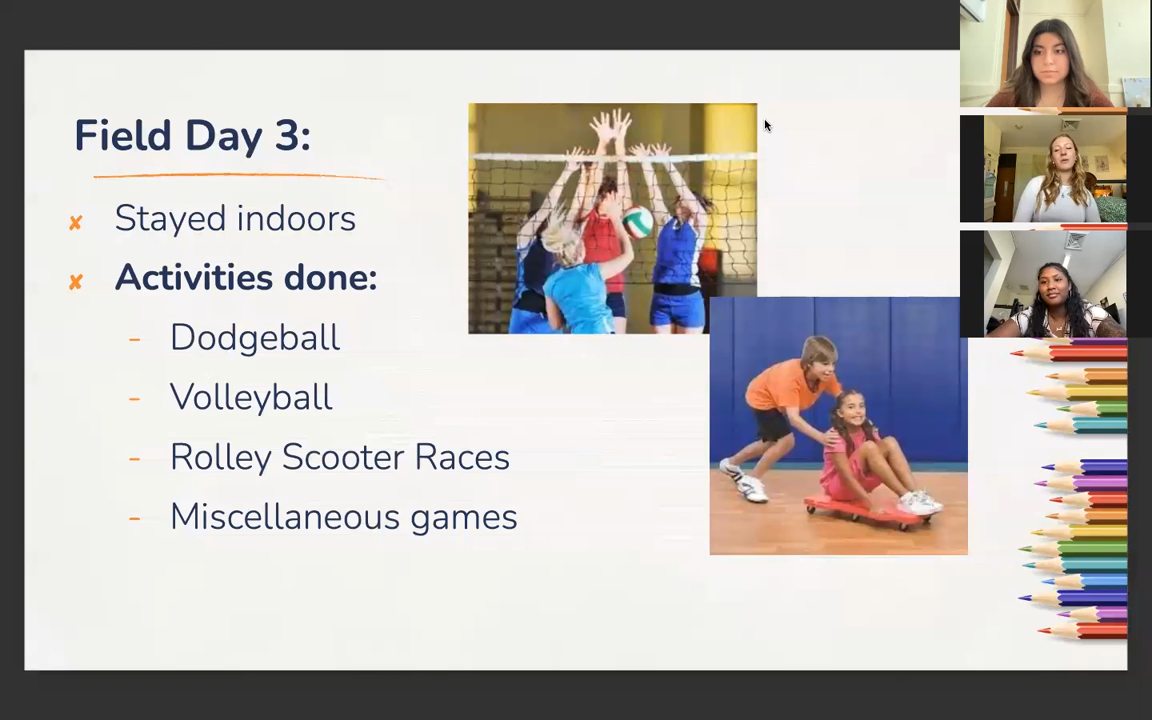 Field Day 3:
✘ Stayed indoors
✘ Activities done:
- Dodgeball
- Volleyball
- Rolley Scooter Races
- Miscellaneous games